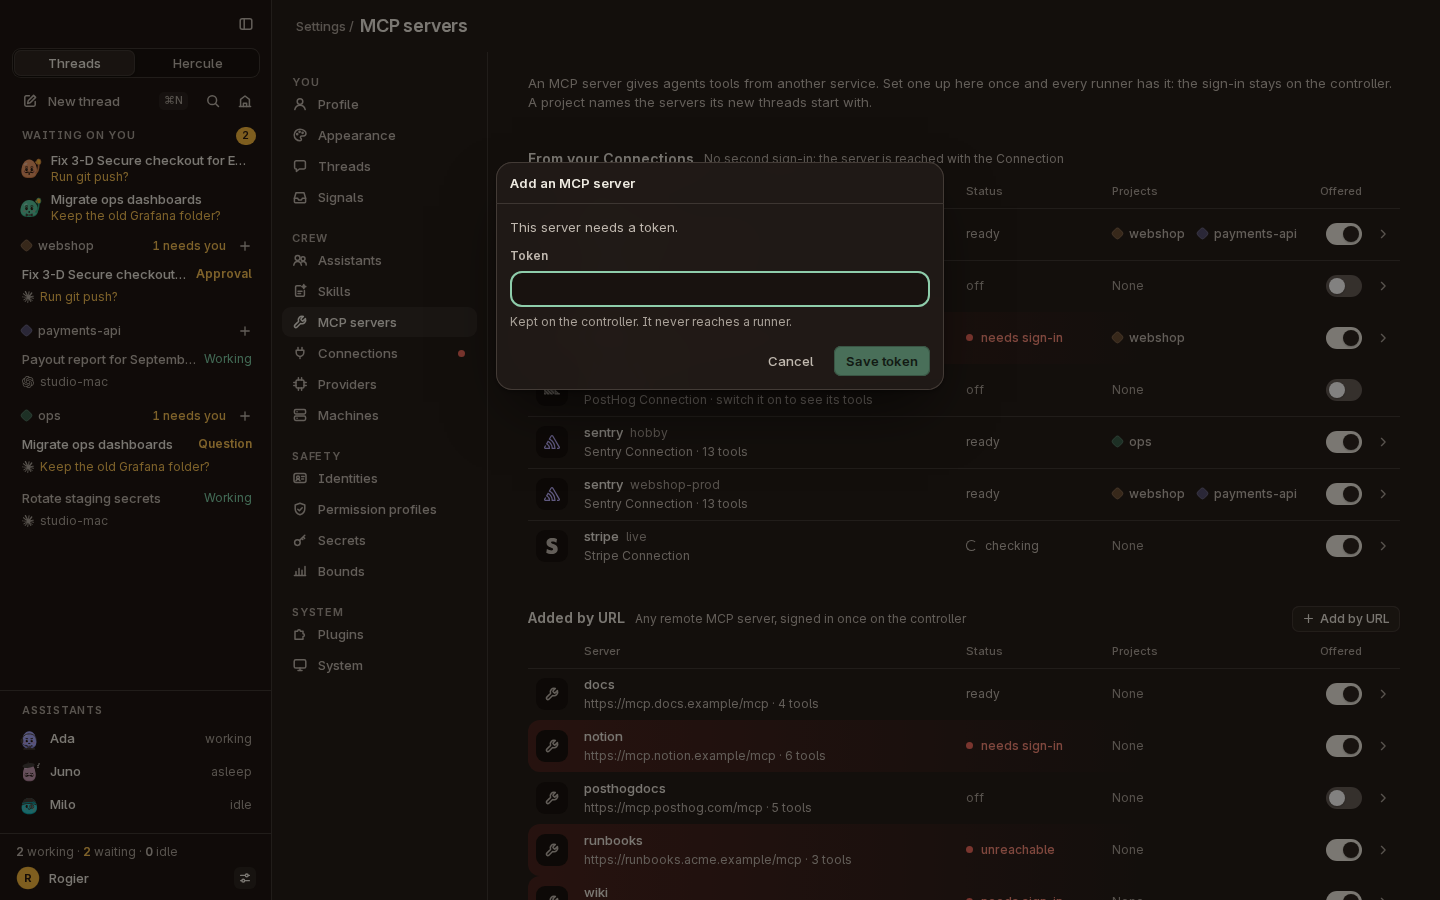 Settings / MCP servers
Threads
Hercule
New thread
⌘N
WAITING ON YOU
2
Fix 3-D Secure checkout for E…
Run git push?
Migrate ops dashboards
Keep the old Grafana folder?
webshop
1 needs you
Fix 3-D Secure checkout…
Approval
Run git push?
payments-api
Payout report for Septemb…
Working
studio-mac
ops
1 needs you
Migrate ops dashboards
Question
Keep the old Grafana folder?
Rotate staging secrets
Working
studio-mac
ASSISTANTS
Ada
working
Juno
asleep
Milo
idle
2 working · 2 waiting · 0 idle
R
Rogier
YOU
Profile
Appearance
Threads
Signals
CREW
Assistants
Skills
MCP servers
Connections
Providers
Machines
SAFETY
Identities
Permission profiles
Secrets
Bounds
SYSTEM
Plugins
System
An MCP server gives agents tools from another service. Set one up here once and every runner has it: the sign-in stays on the controller.
A project names the servers its new threads start with.
From your Connections
No second sign-in: the server is reached with the Connection
Status
Projects
Offered
ready
webshop
payments-api
off
None
needs sign-in
webshop
PostHog Connection · switch it on to see its tools
off
None
sentry hobby
Sentry Connection · 13 tools
ready
ops
sentry webshop-prod
Sentry Connection · 13 tools
ready
webshop
payments-api
stripe live
Stripe Connection
checking
None
Add an MCP server
This server needs a token.
Token
Kept on the controller. It never reaches a runner.
Cancel
Save token
Added by URL
Any remote MCP server, signed in once on the controller
Add by URL
Server
Status
Projects
Offered
docs
https://mcp.docs.example/mcp · 4 tools
ready
None
notion
https://mcp.notion.example/mcp · 6 tools
needs sign-in
None
posthogdocs
https://mcp.posthog.com/mcp · 5 tools
off
None
runbooks
https://runbooks.acme.example/mcp · 3 tools
unreachable
None
wiki
needs sign-in
None